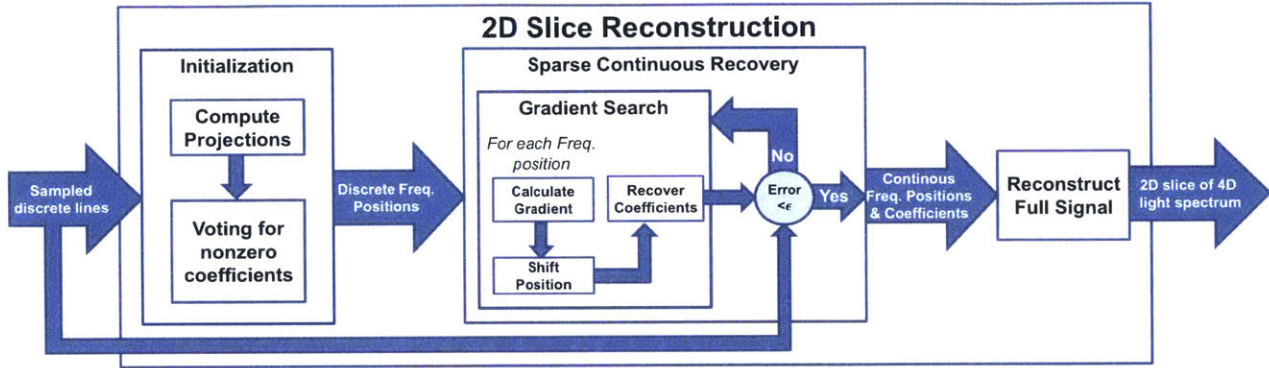 2D Slice Reconstruction
Initialization
Compute
Projections
Voting for
nonzero
coefficients
Sampled
discrete lines
Discrete Freq.
Positions
Sparse Continuous Recovery
Gradient Search
For each Freq.
position
Calculate
Gradient
Shift
Position
Recover
Coefficients
No
Error
<ϵ
Yes
Continous
Freq. Positions
& Coefficients
Reconstruct
Full Signal
2D slice of 4D
light spectrum